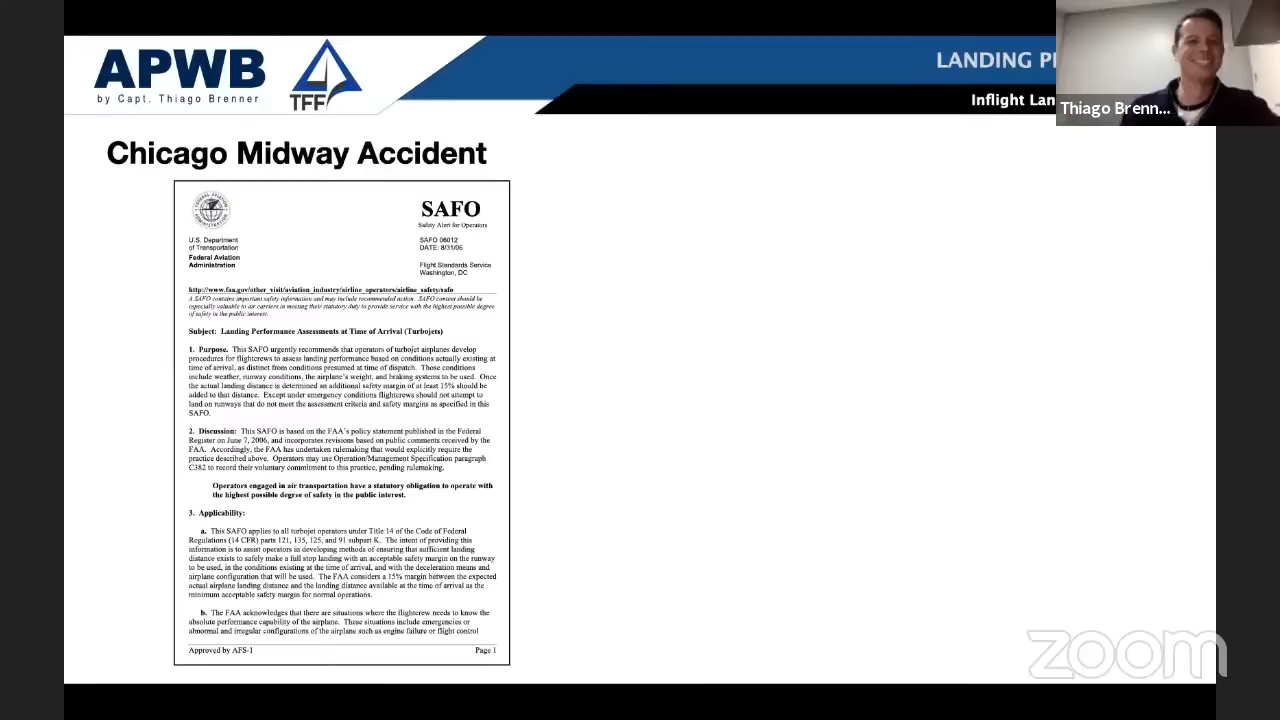 APWB
by Capt. Thiago Brenner
TFF
LANDING P
Inflight Lan
Thiago Brenn...
Chicago Midway Accident
SAFO
Safety Alert for Operators
U.S. Department
of Transportation
Federal Aviation
Administration
SAFO 06012
DATE: 8/31/06
Flight Standards Service
Washington, DC
http://www.faa.gov/other_visit/aviation_industry/airline_operators/airline_safety/safo
A SAFO contains important safety information and may include recommended action. SAFO content should be
especially valuable to air carriers in meeting their statutory duty to provide service with the highest possible degree
of safety in the public interest.
Subject: Landing Performance Assessments at Time of Arrival (Turbojets)
1. Purpose. This SAFO urgently recommends that operators of turbojet airplanes develop
procedures for flightcrews to assess landing performance based on conditions actually existing at
time of arrival, as distinct from conditions presumed at time of dispatch. Those conditions
include weather, runway conditions, the airplane's weight, and braking systems to be used. Once
the actual landing distance is determined an additional safety margin of at least 15% should be
added to that distance. Except under emergency conditions flightcrews should not attempt to
land on runways that do not meet the assessment criteria and safety margins as specified in this
SAFO.
2. Discussion: This SAFO is based on the FAA's policy statement published in the Federal
Register on June 7, 2006, and incorporates revisions based on public comments received by the
FAA. Accordingly, the FAA has undertaken rulemaking that would explicitly require the
practice described above. Operators may use Operation/Management Specification paragraph
C382 to record their voluntary commitment to this practice, pending rulemaking.
Operators engaged in air transportation have a statutory obligation to operate with
the highest possible degree of safety in the public interest.
3. Applicability:
a. This SAFO applies to all turbojet operators under Title 14 of the Code of Federal
Regulations (14 CFR) parts 121, 135, 125, and 91 subpart K. The intent of providing this
information is to assist operators in developing methods of ensuring that sufficient landing
distance exists to safely make a full stop landing with an acceptable safety margin on the runway
to be used, in the conditions existing at the time of arrival, and with the deceleration means and
airplane configuration that will be used. The FAA considers a 15% margin between the expected
actual airplane landing distance and the landing distance available at the time of arrival as the
minimum acceptable safety margin for normal operations.
b. The FAA acknowledges that there are situations where the flightcrew needs to know the
absolute performance capability of the airplane. These situations include emergencies or
abnormal and irregular configurations of the airplane such as engine failure or flight control
Approved by AFS-1
Page 1
zoom